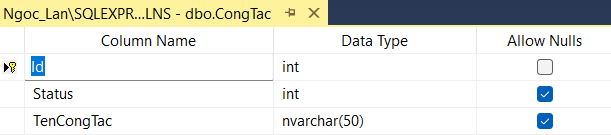 Ngoc_Lan\SQLEXPR...LNS - dbo.CongTac
Column Name Data Type Allow Nulls
Id int
Status int
TenCongTac nvarchar(50)